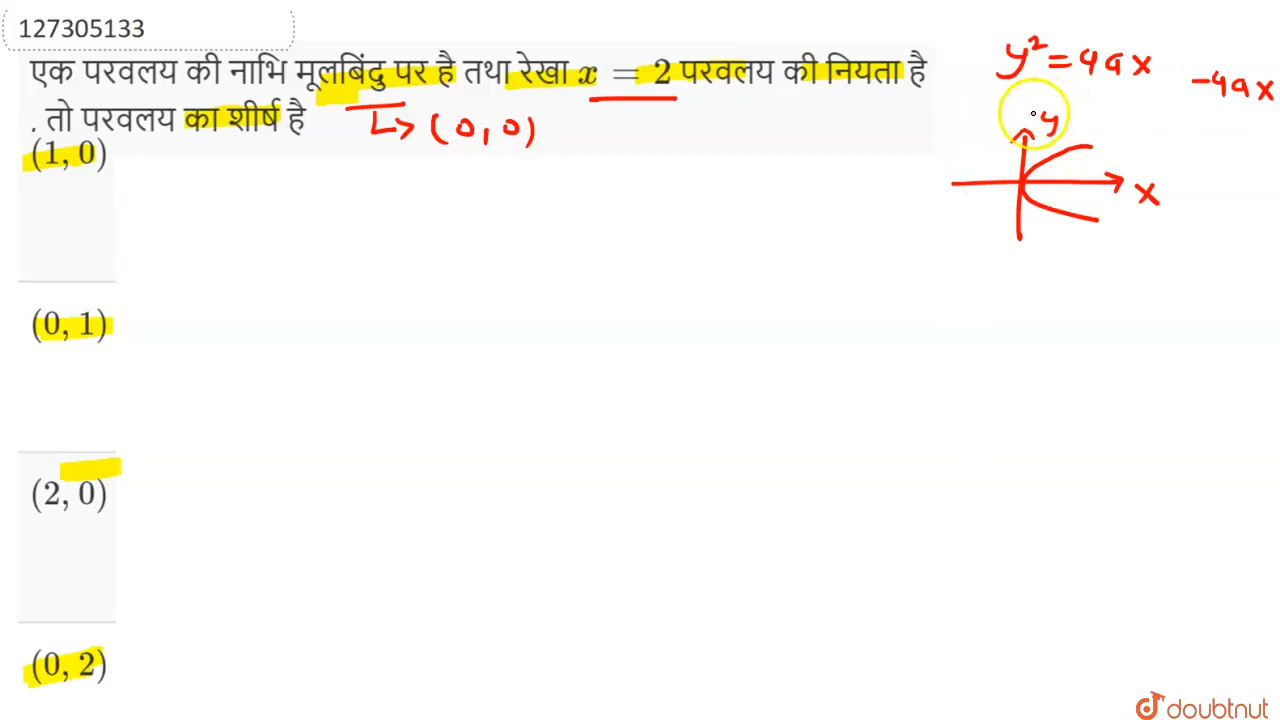 127305133
एक परवलय की नाभि मूलबिंदु पर है तथा रेखा x = 2 परवलय की नियता है
. तो परवलय का शीर्ष है
↳ (0, 0)
y² = 4ax
-4ax
y
x
(1, 0)
(0, 1)
(2, 0)
(0, 2)
doubtnut